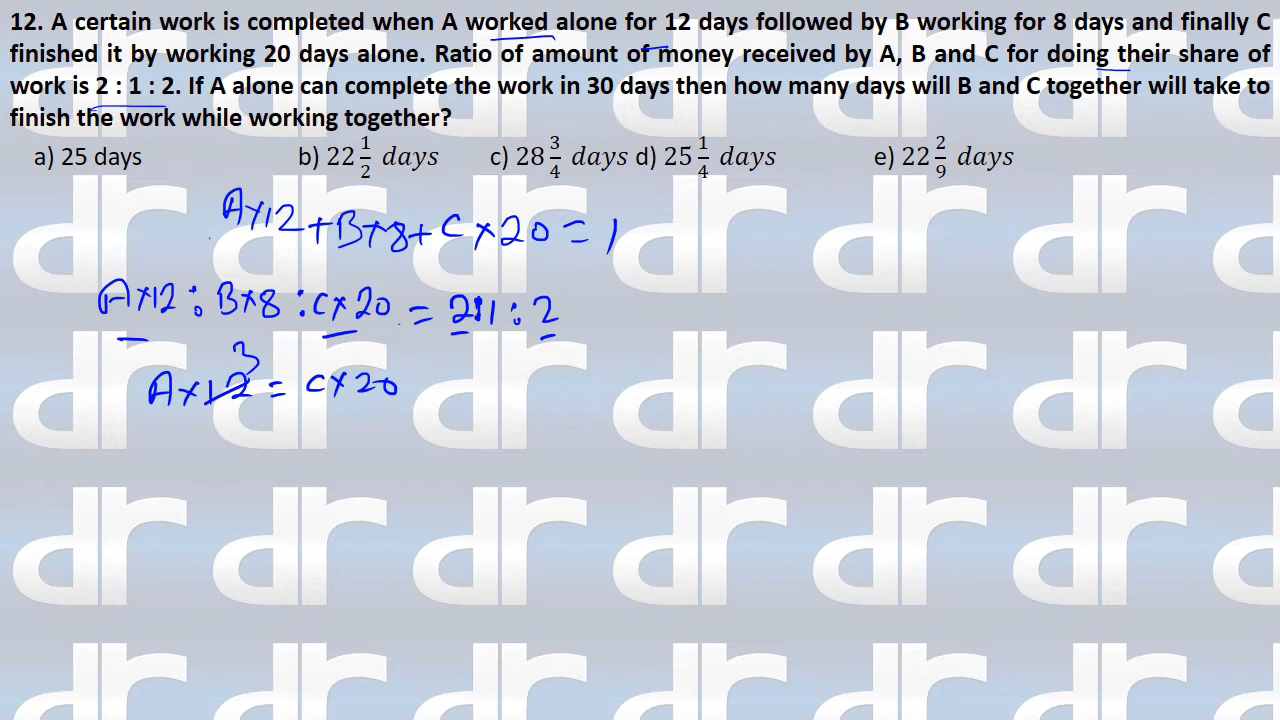 12. A certain work is completed when A worked alone for 12 days followed by B working for 8 days and finally C
finished it by working 20 days alone. Ratio of amount of money received by A, B and C for doing their share of
work is 2 : 1 : 2. If A alone can complete the work in 30 days then how many days will B and C together will take to
finish the work while working together?
a) 25 days b) 22 1/2 days c) 28 3/4 days d) 25 1/4 days e) 22 2/9 days
A×12 + B×8 + C×20 = 1
A×12 : B×8 : C×20 = 2:1 : 2
3
A×12 = C×20